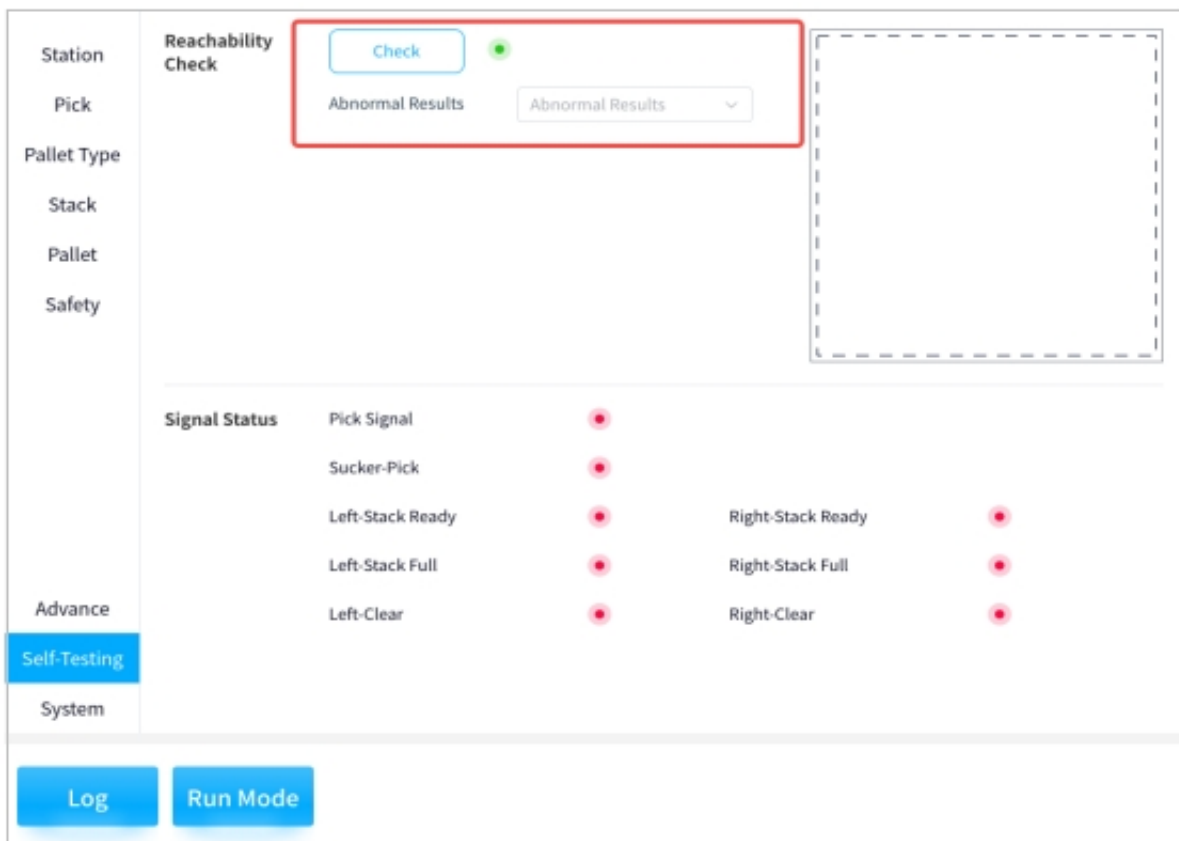 Station
Pick
Pallet Type
Stack
Pallet
Safety
Advance
Self-Testing
System
Reachability
Check
Check
Abnormal Results Abnormal Results
Signal Status Pick Signal
Sucker-Pick
Left-Stack Ready Right-Stack Ready
Left-Stack Full Right-Stack Full
Left-Clear Right-Clear
Log Run Mode